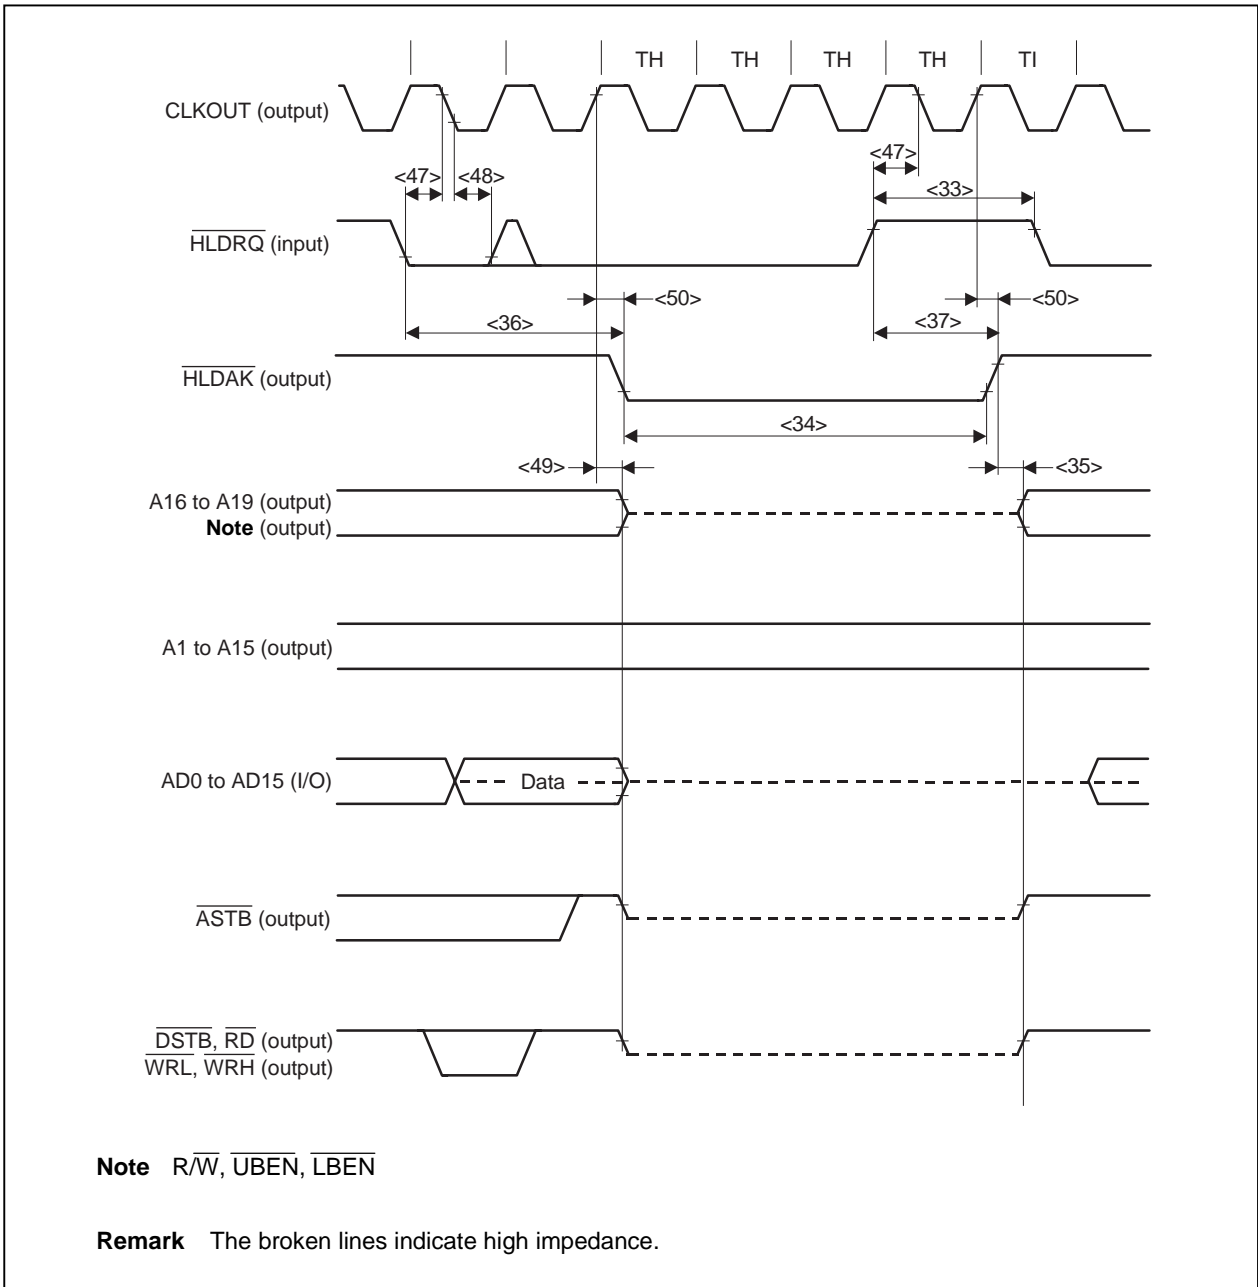 TH TH TH TH TI
CLKOUT (output)
<47>
<47> <48>
<33>
HLDRQ (input)
<50> <50>
<36> <37>
HLDAK (output)
<34>
<49> <35>
A16 to A19 (output)
Note (output)
A1 to A15 (output)
AD0 to AD15 (I/O) Data
ASTB (output)
DSTB, RD (output)
WRL, WRH (output)
Note R/W, UBEN, LBEN
Remark The broken lines indicate high impedance.